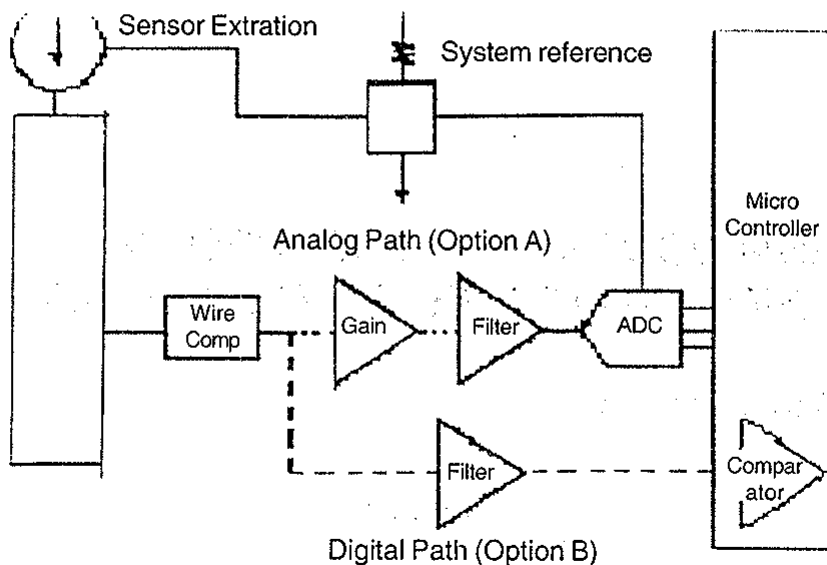 Sensor Extration
System reference
Micro
Controller
Analog Path (Option A)
Wire
Comp
Gain
Filter
ADC
Filter
Compar
ator
Digital Path (Option B)